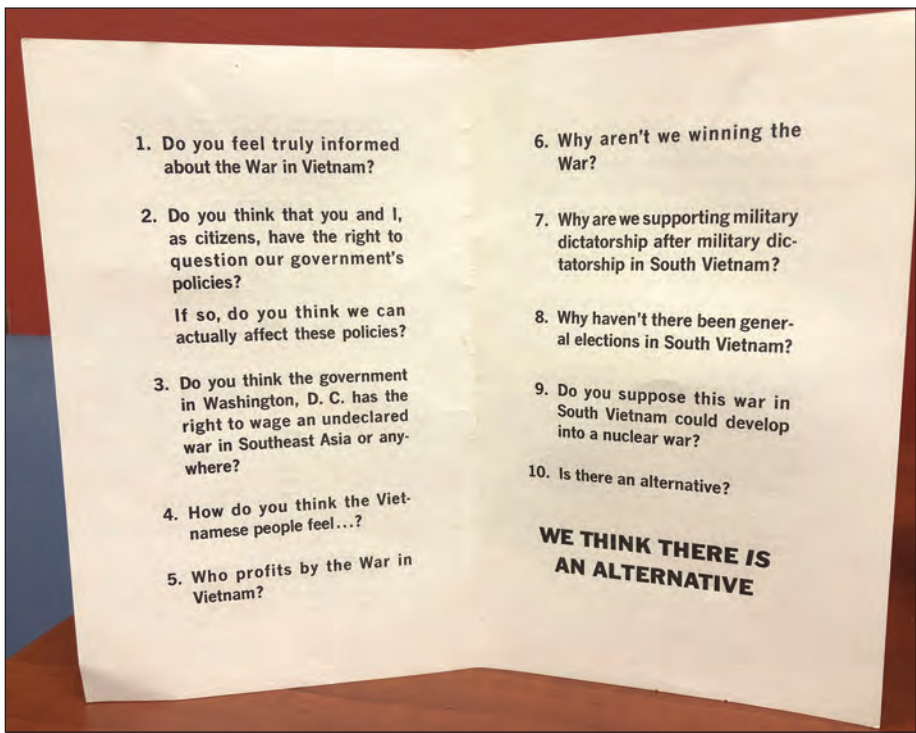 1. Do you feel truly informed
about the War in Vietnam?
2. Do you think that you and I,
as citizens, have the right to
question our government's
policies?
If so, do you think we can
actually affect these policies?
3. Do you think the government
in Washington, D. C. has the
right to wage an undeclared
war in Southeast Asia or any-
where?
4. How do you think the Viet-
namese people feel...?
5. Who profits by the War in
Vietnam?
6. Why aren't we winning the
War?
7. Why are we supporting military
dictatorship after military dic-
tatorship in South Vietnam?
8. Why haven't there been gener-
al elections in South Vietnam?
9. Do you suppose this war in
South Vietnam could develop
into a nuclear war?
10. Is there an alternative?
WE THINK THERE IS
AN ALTERNATIVE